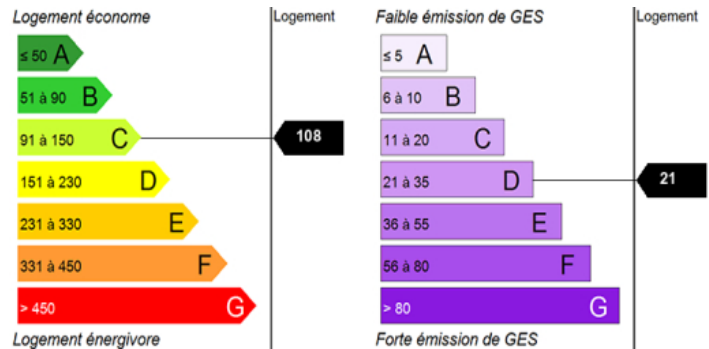 Logement économe
Logement
≤ 50 A
51 à 90 B
91 à 150 C
108
151 à 230 D
231 à 330 E
331 à 450 F
> 450 G
Logement énergivore
Faible émission de GES
Logement
≤ 5 A
6 à 10 B
11 à 20 C
21 à 35 D
21
36 à 55 E
56 à 80 F
> 80 G
Forte émission de GES